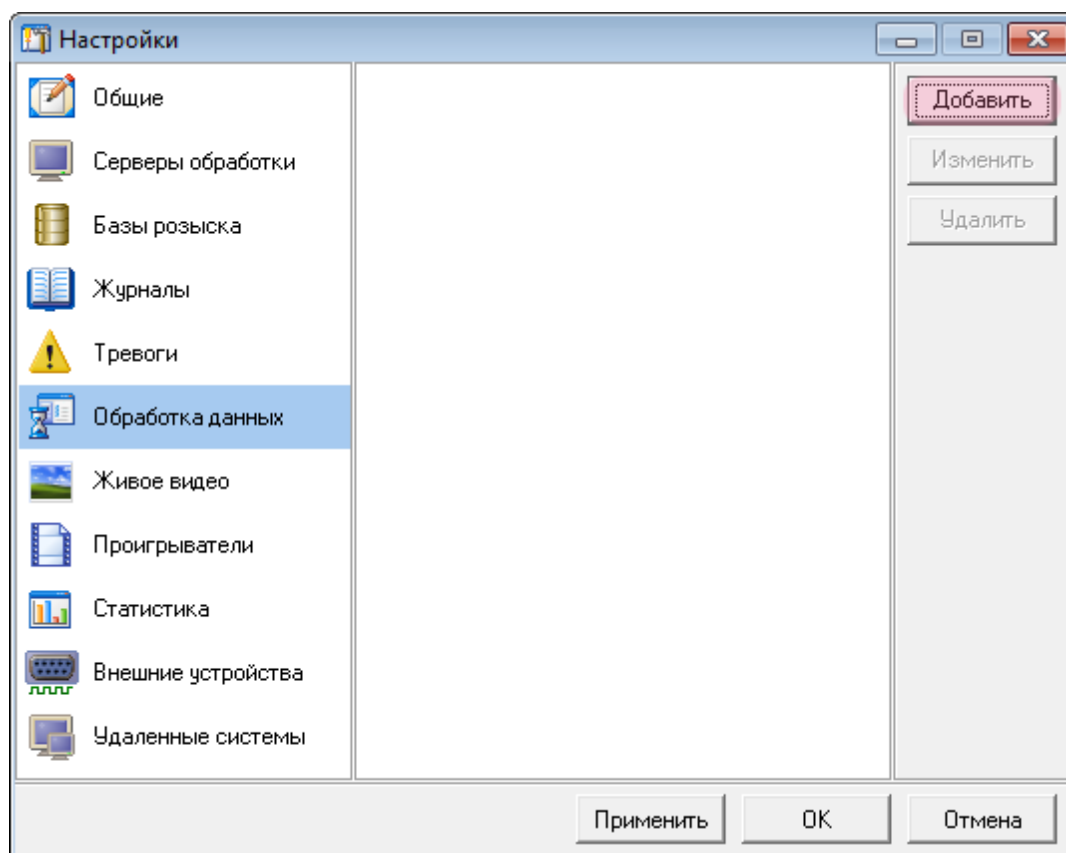 Настройки
Общие
Серверы обработки
Базы розыска
Журналы
Тревоги
Обработка данных
Живое видео
Проигрыватели
Статистика
Внешние устройства
Удаленные системы
Добавить
Изменить
Удалить
Применить
OK
Отмена